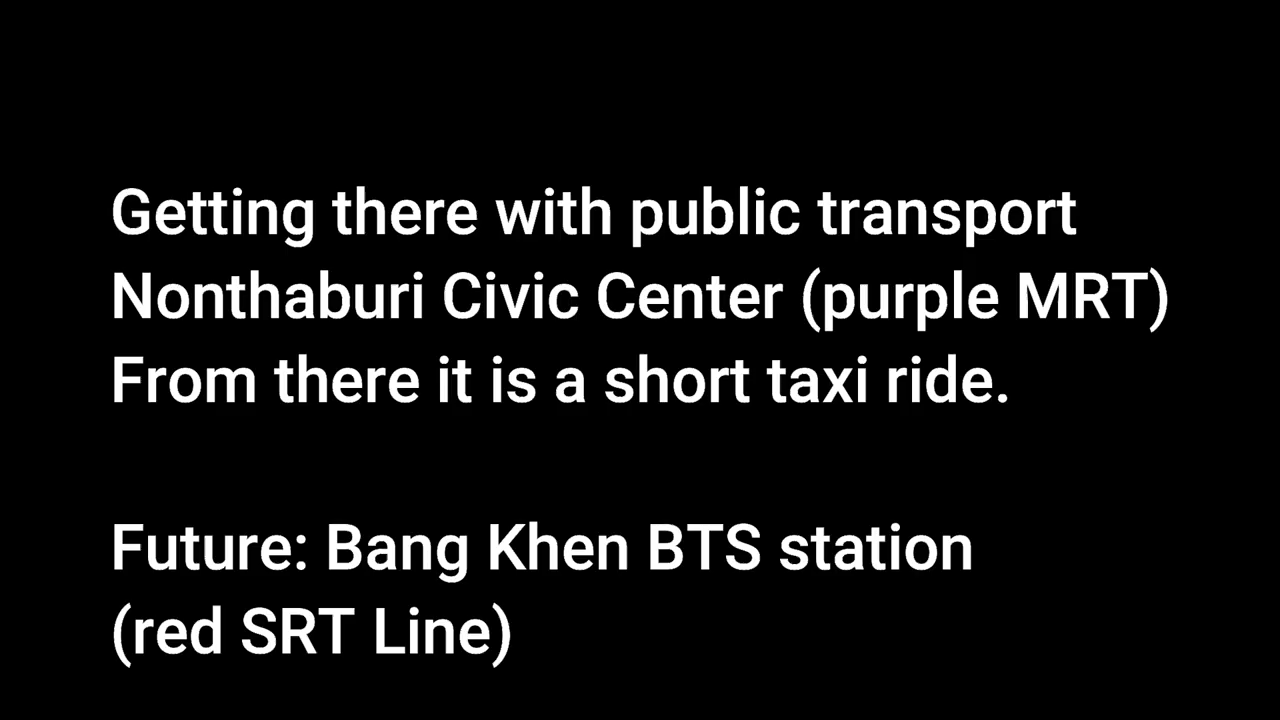 Getting there with public transport
Nonthaburi Civic Center (purple MRT)
From there it is a short taxi ride.
Future: Bang Khen BTS station
(red SRT Line)